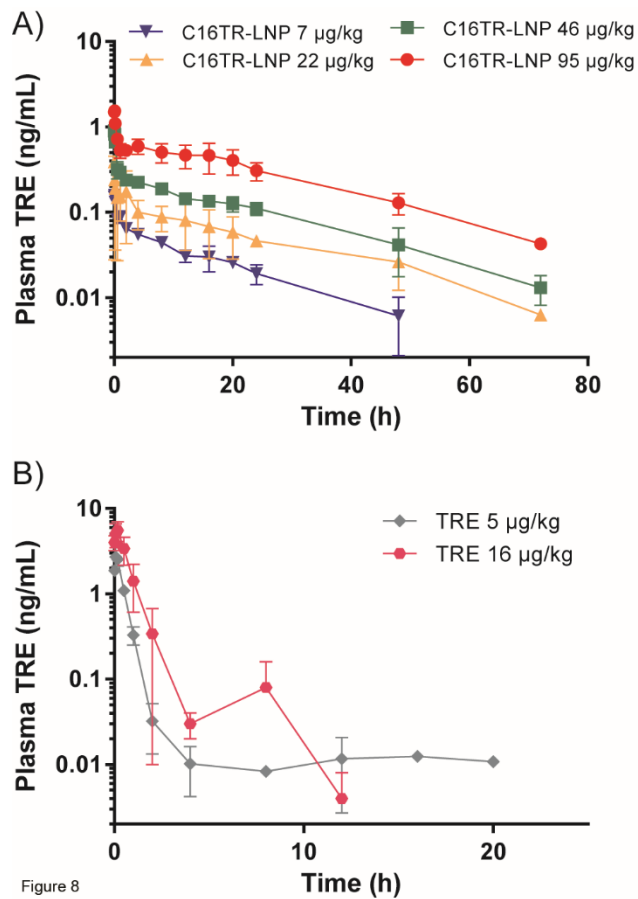 A)
C16TR-LNP 7 µg/kg C16TR-LNP 46 µg/kg
C16TR-LNP 22 µg/kg C16TR-LNP 95 µg/kg
Plasma TRE (ng/mL)
10
1
0.1
0.01
0 20 40 60 80
Time (h)
B)
TRE 5 µg/kg
TRE 16 µg/kg
Plasma TRE (ng/mL)
10
1
0.1
0.01
0 10 20
Time (h)
Figure 8